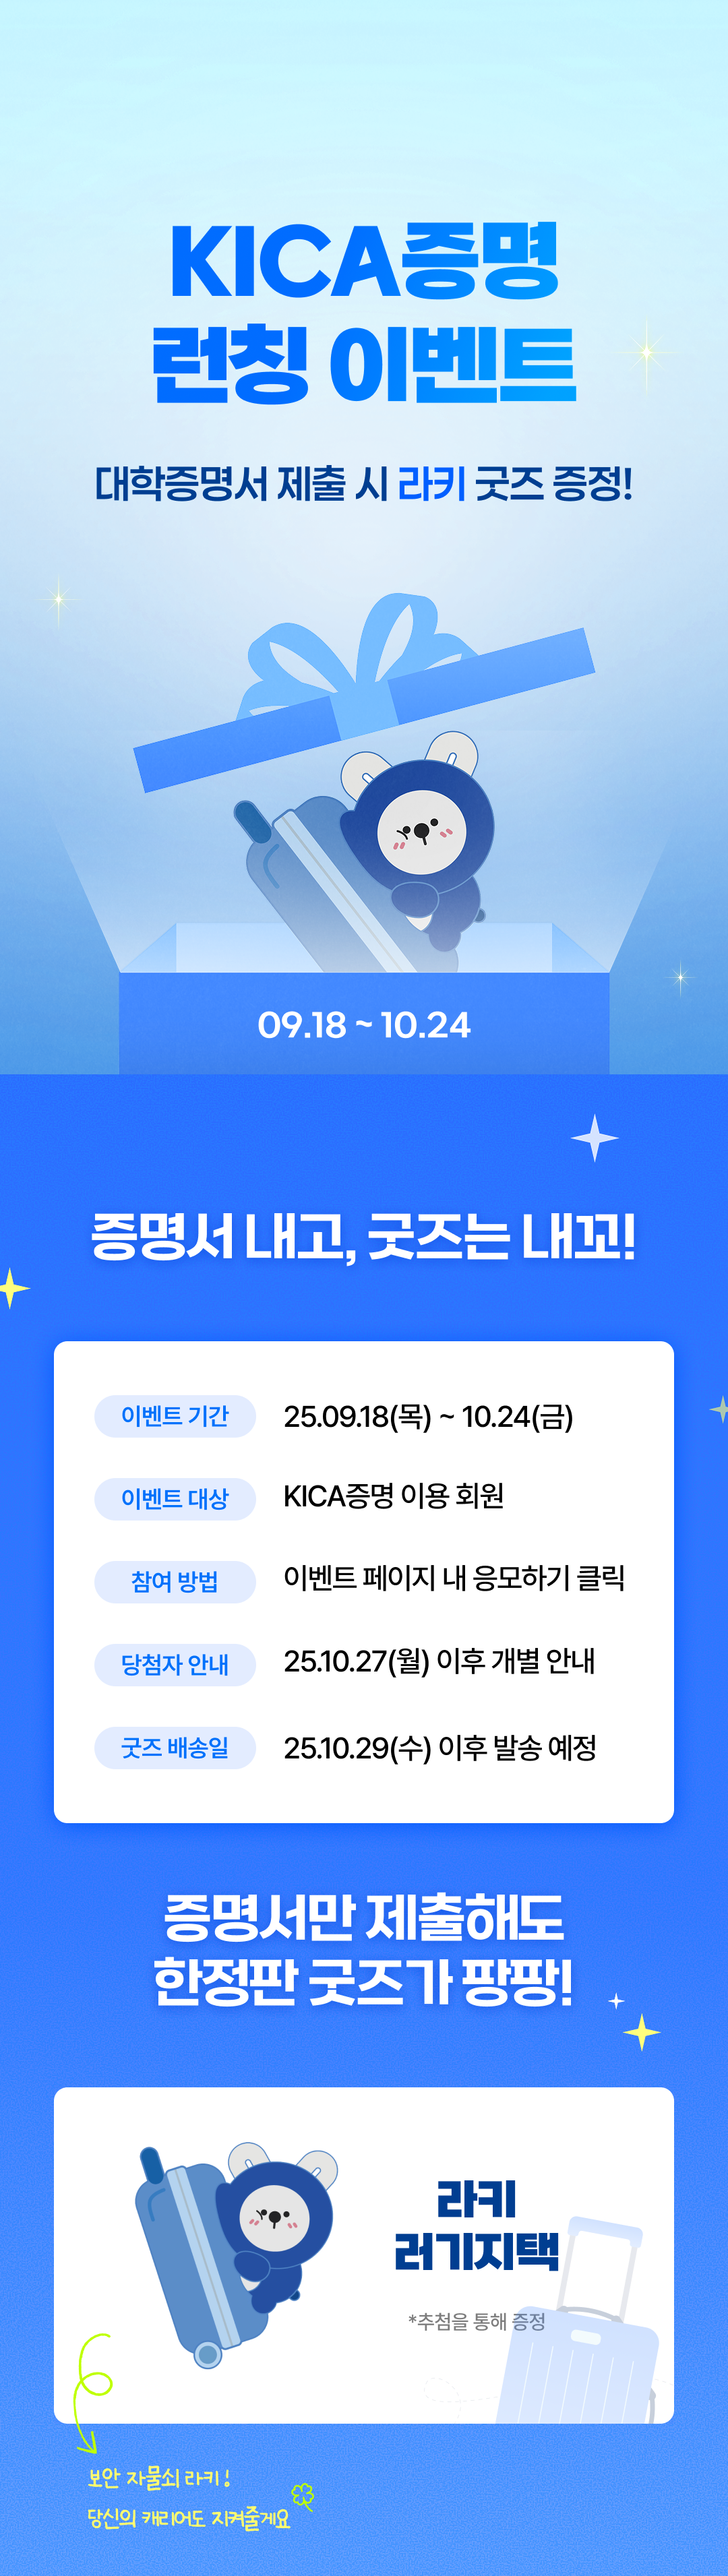 KICA증명
런칭 이벤트
대학증명서 제출 시 라키 굿즈 증정!
09.18 ~ 10.24
증명서 내고, 굿즈는 내꼬!
이벤트 기간 25.09.18(목) ~ 10.24(금)
이벤트 대상 KICA증명 이용 회원
참여 방법 이벤트 페이지 내 응모하기 클릭
당첨자 안내 25.10.27(월) 이후 개별 안내
굿즈 배송일 25.10.29(수) 이후 발송 예정
증명서만 제출해도
한정판 굿즈가 팡팡!
라키
러기지택
*추첨을 통해 증정
보안 자물쇠 라키 !
당신의 캐리어도 지켜줄게요